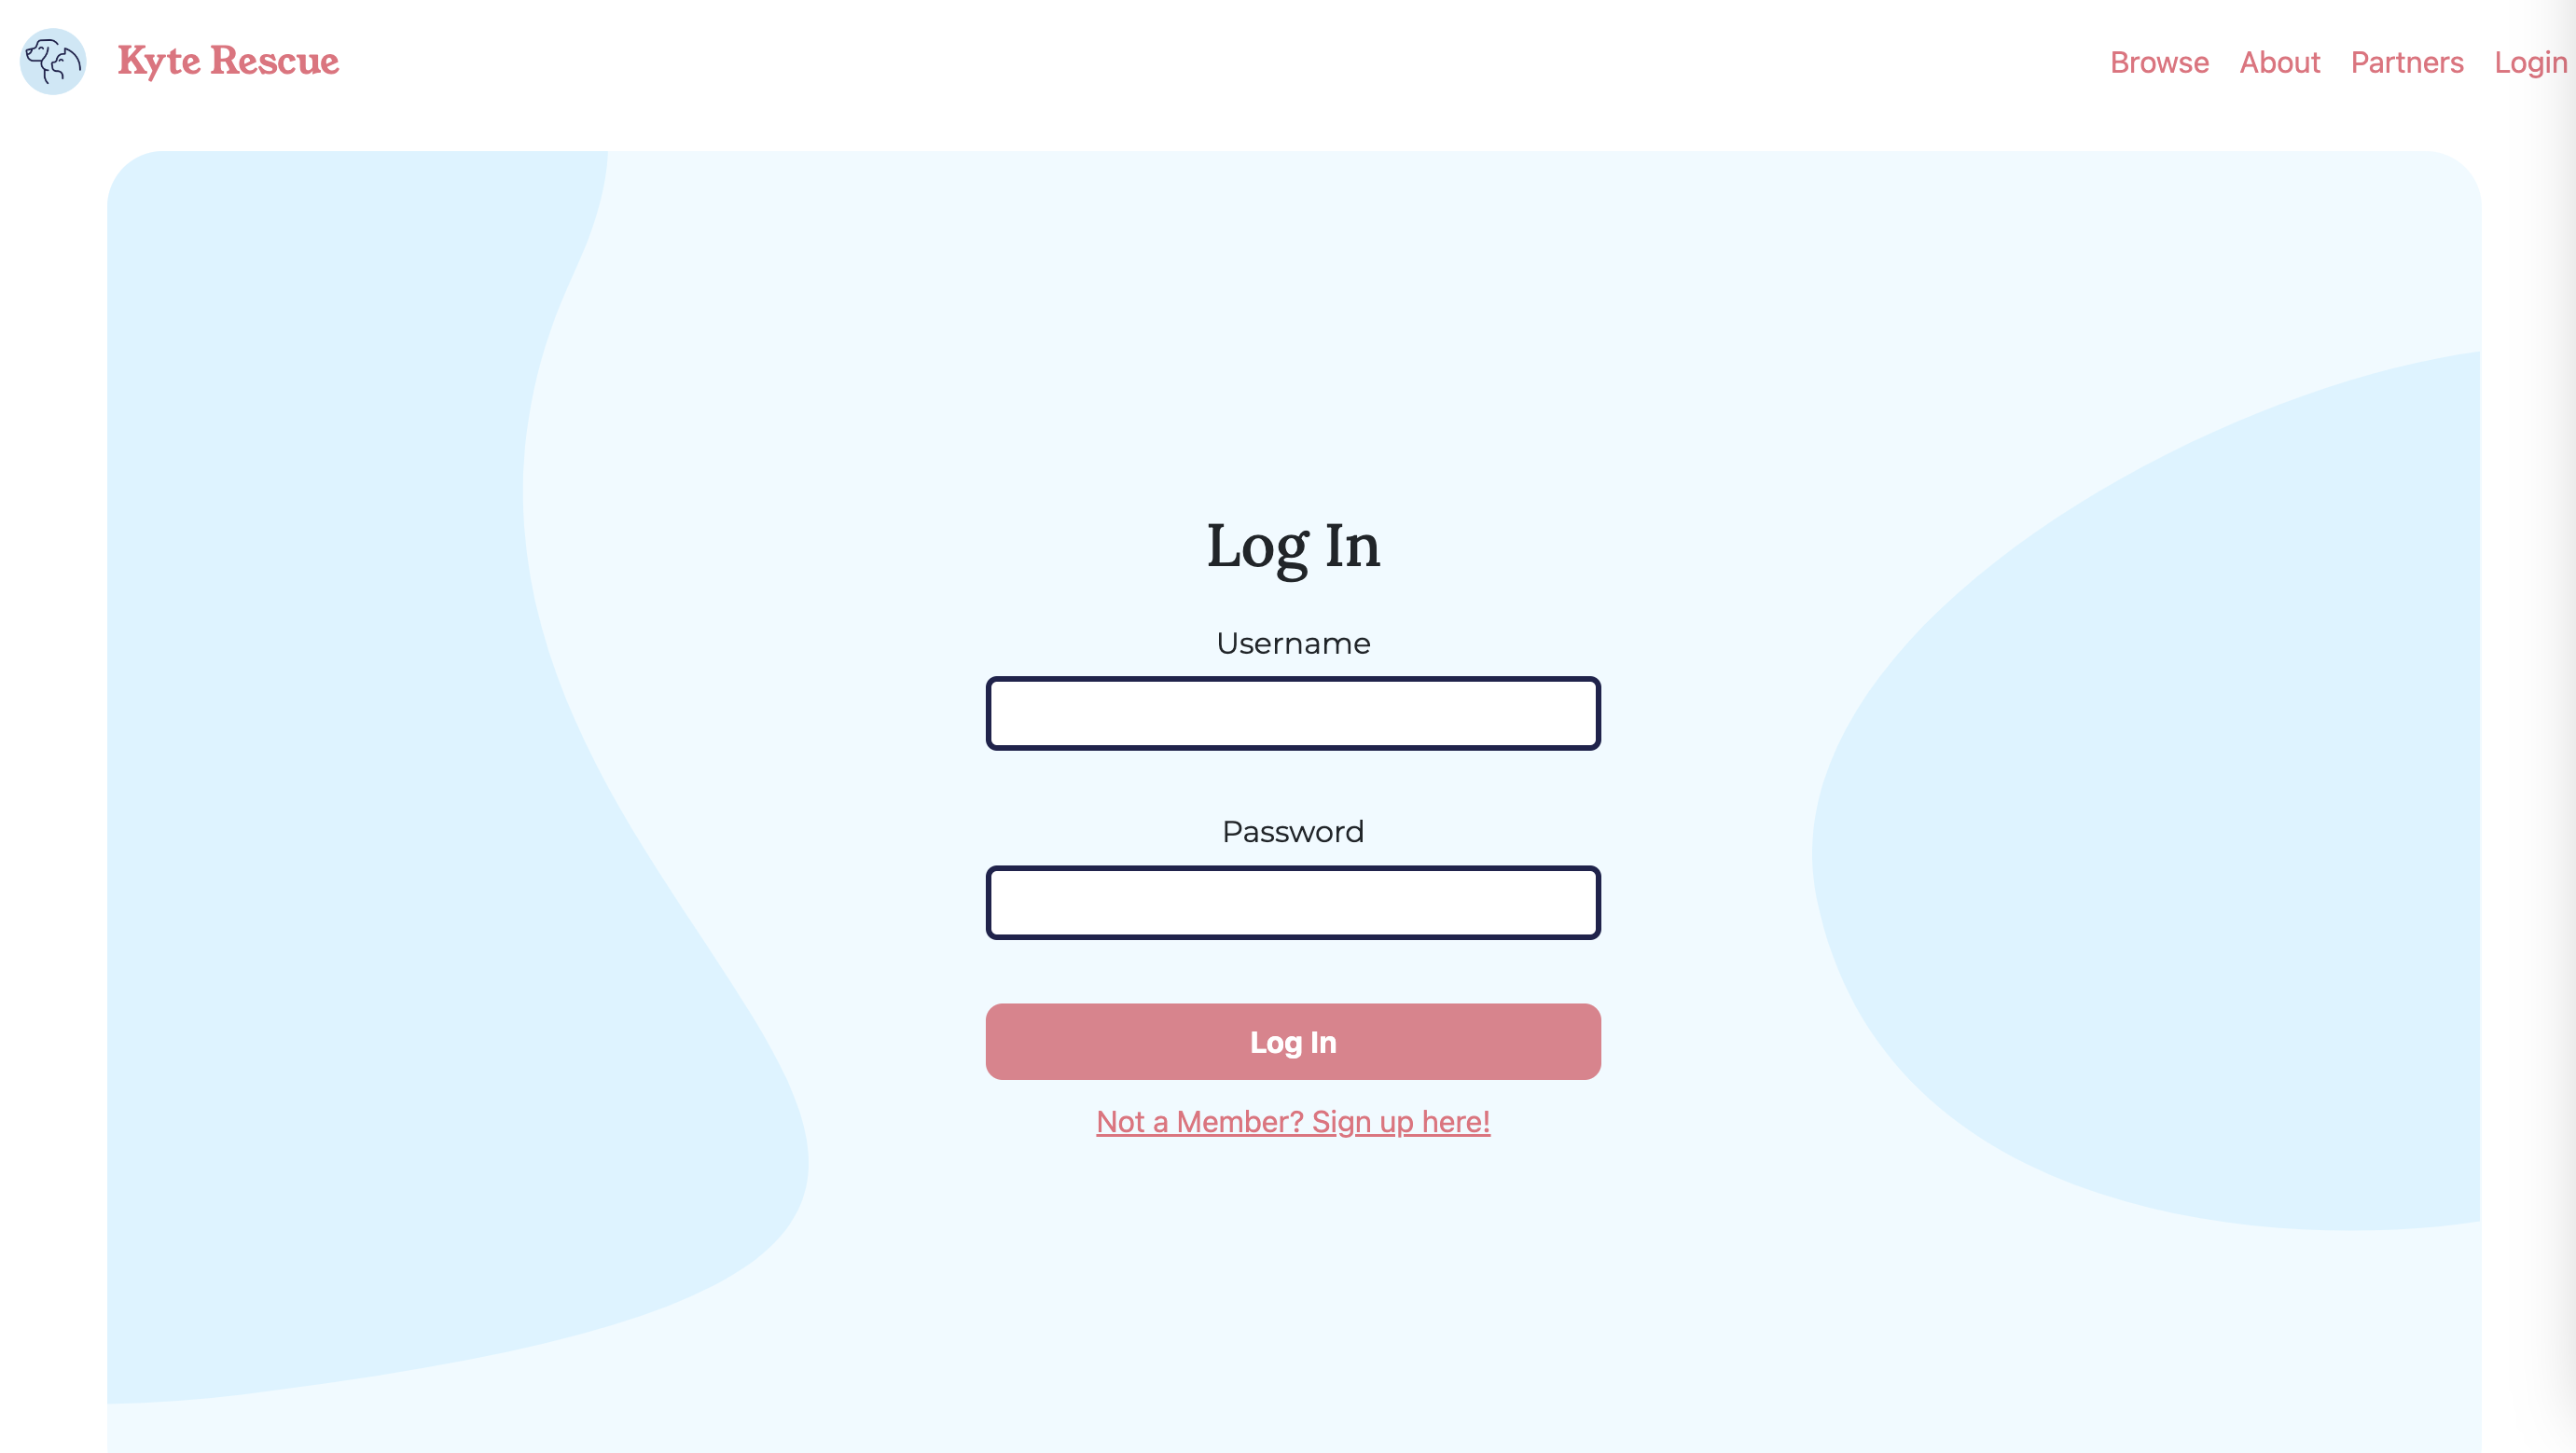 Kyte Rescue
Browse About Partners Login
Log In
Username
Password
Log In
Not a Member? Sign up here!